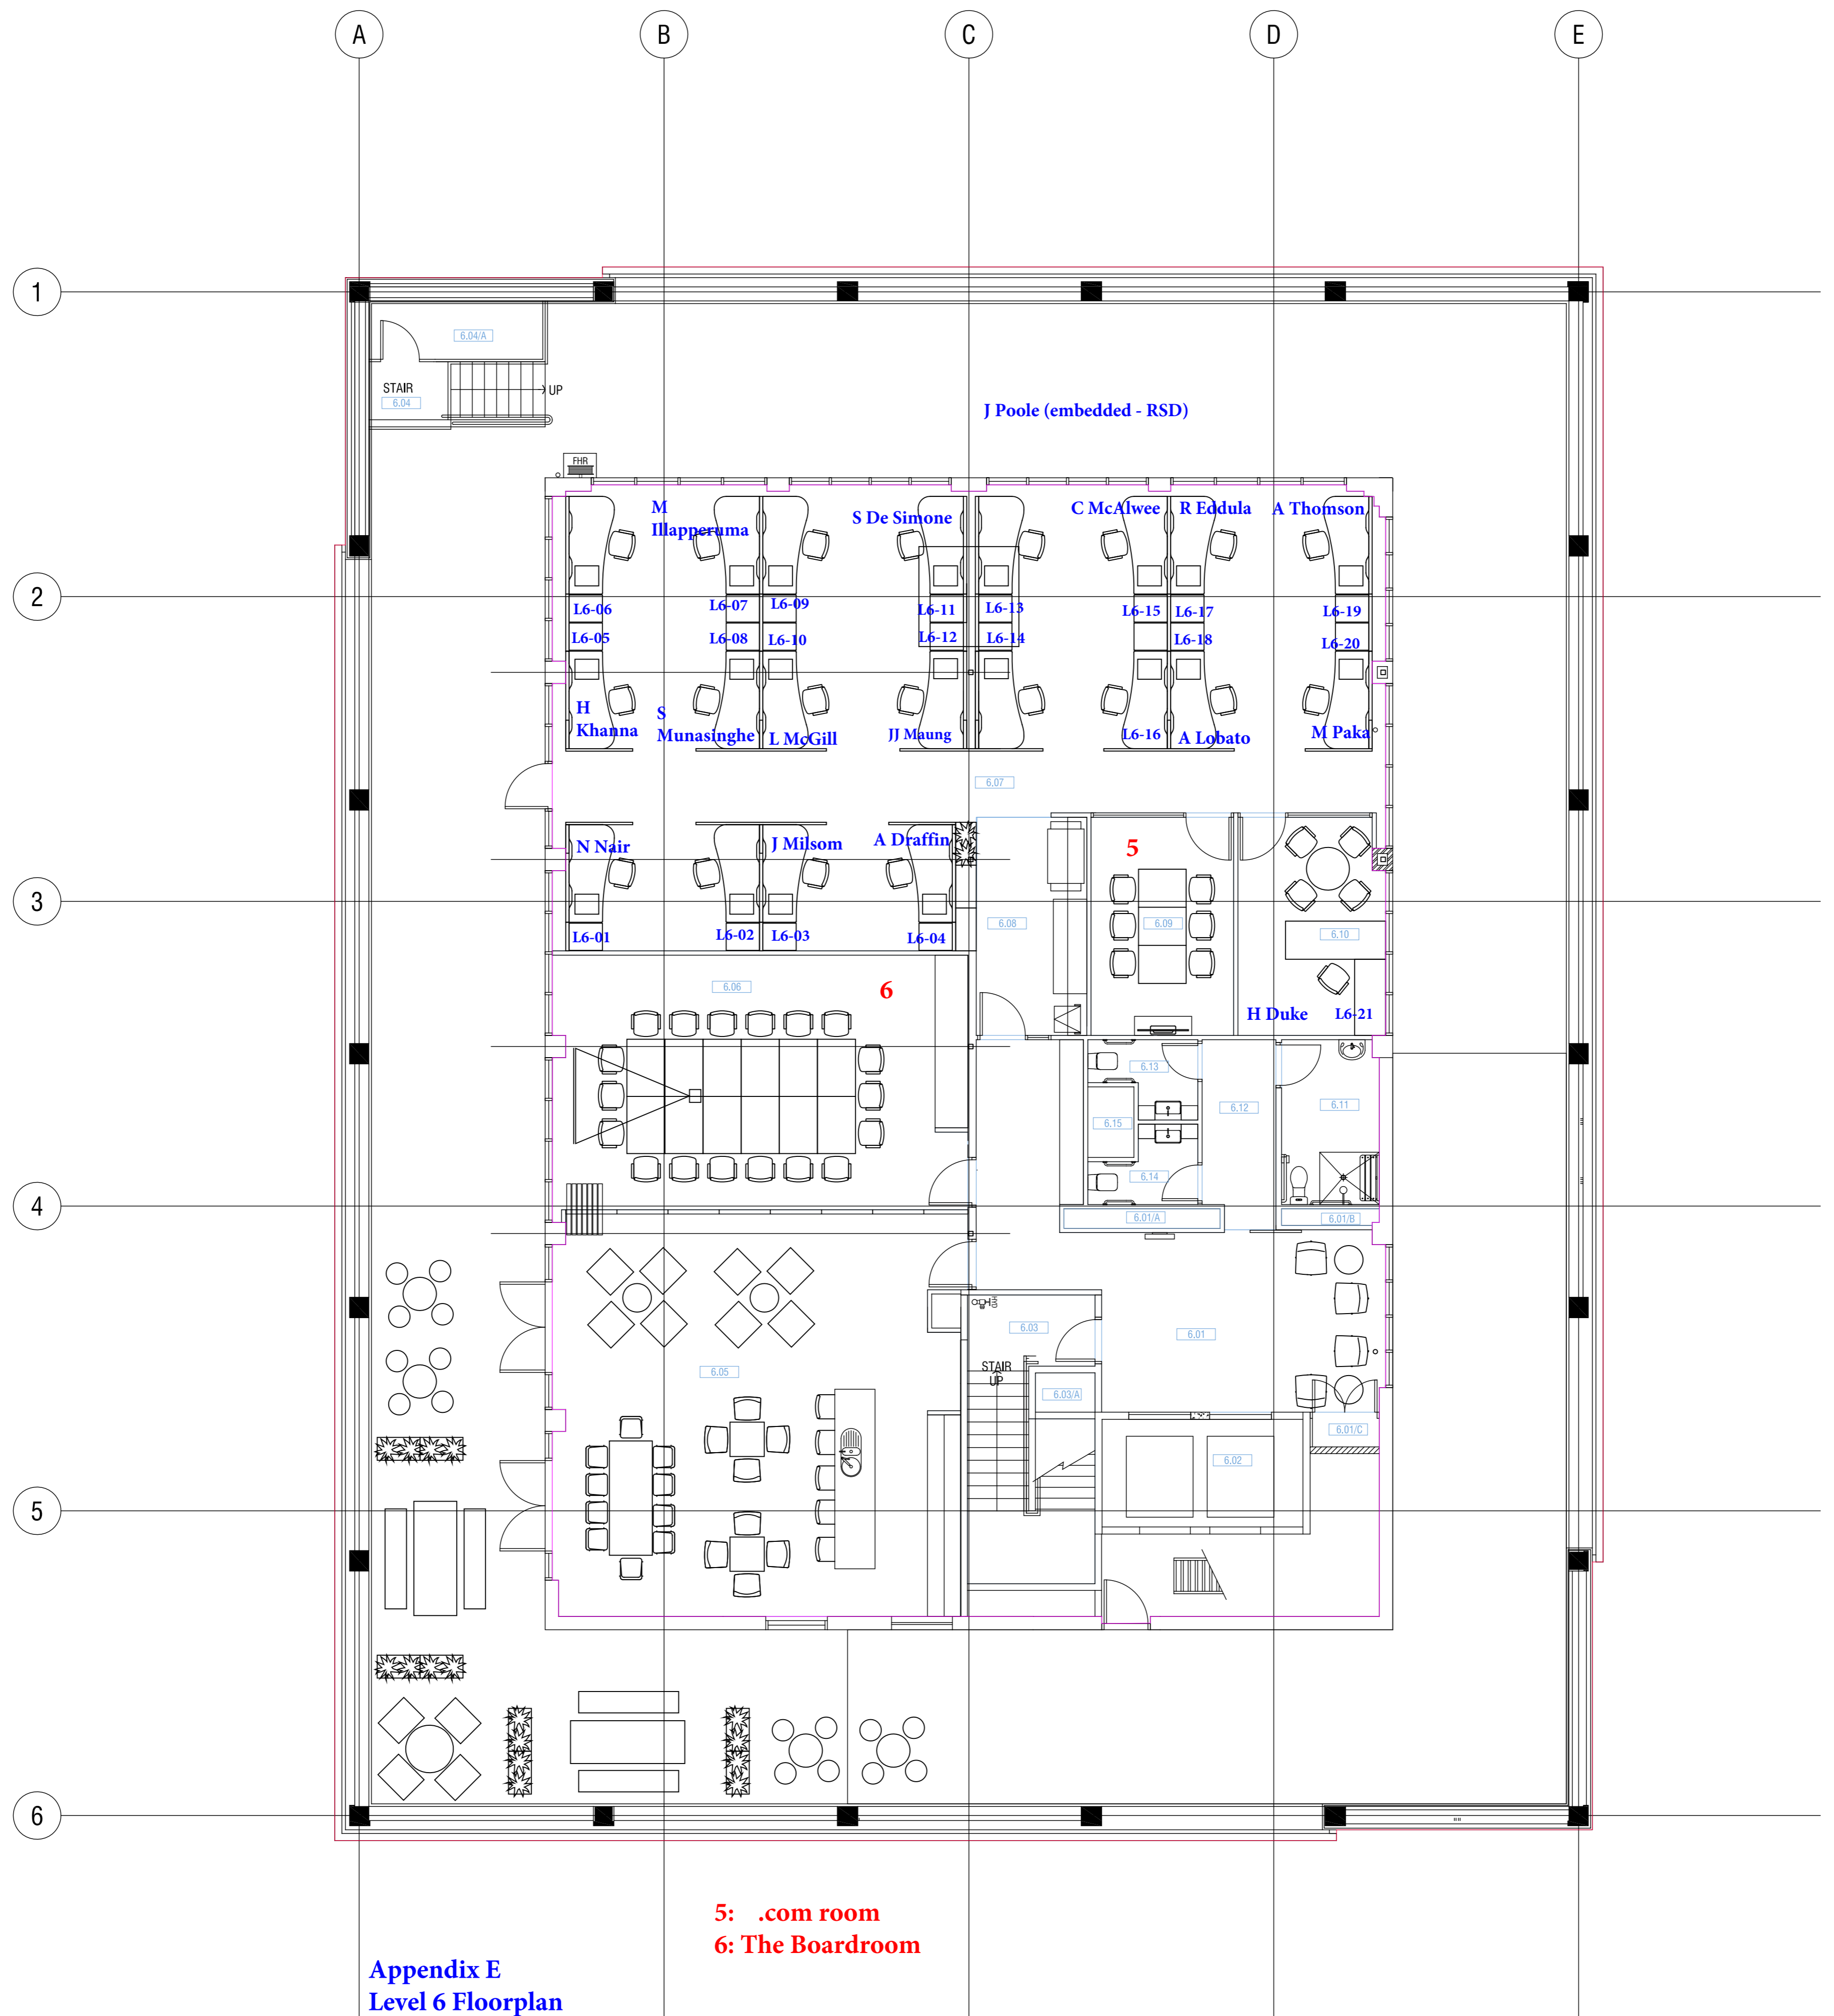 A B C D E
1
6.04/A
STAIR
6.04
UP
J Poole (embedded - RSD)
FHR
M
Illapperuma
S De Simone
C McAlwee
R Eddula
A Thomson
2
L6-06
L6-07
L6-09
L6-11
L6-13
L6-15
L6-17
L6-19
L6-05
L6-08
L6-10
L6-12
L6-14
L6-18
L6-20
H
Khanna
S
Munasinghe
L McGill
JJ Maung
L6-16
A Lobato
M Paka
6.07
N Nair
J Milsom
A Draffin
5
3
6.08
6.09
6.10
L6-01
L6-02
L6-03
L6-04
6.06
6
H Duke
L6-21
6.13
6.15
6.12
6.11
6.14
4
6.01/A
6.01/B
HYD
6.03
6.01
STAIR
UP
6.05
6.03/A
6.01/C
6.02
5
6
5: .com room
6: The Boardroom
Appendix E
Level 6 Floorplan